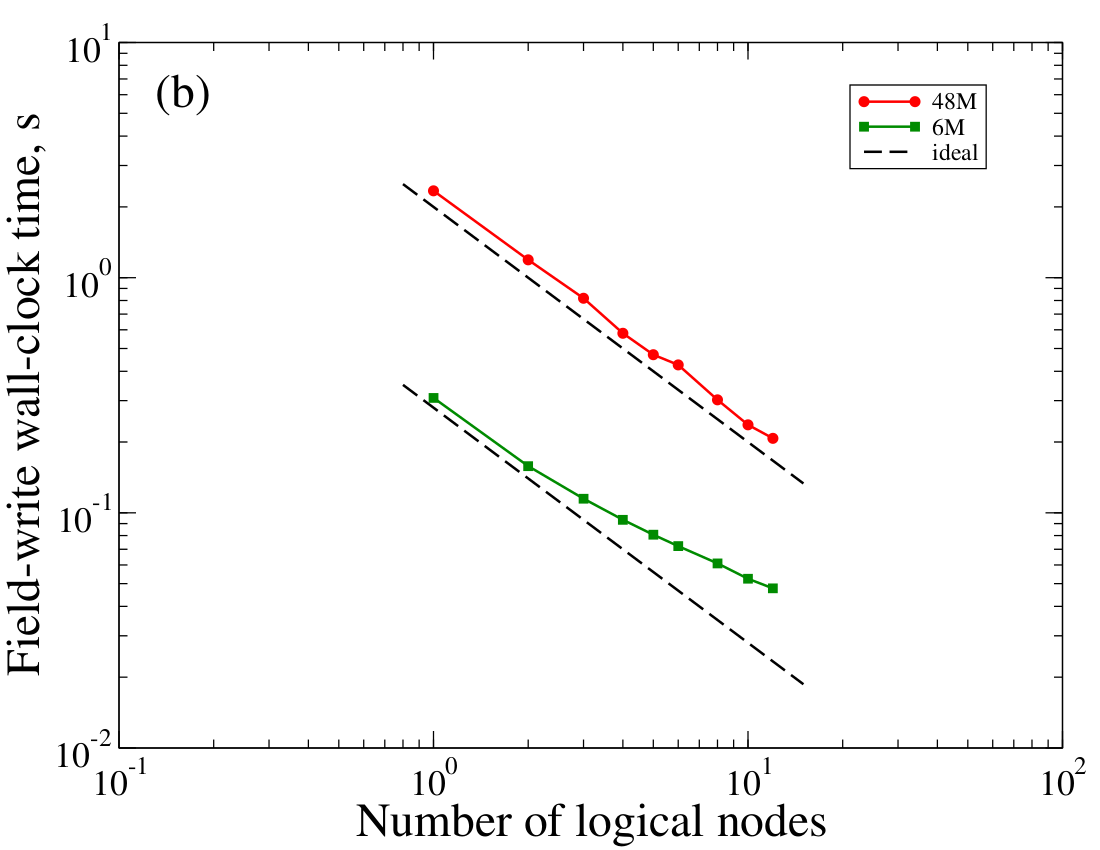 (b)
48M
6M
ideal
Field-write wall-clock time, s
10^1
10^0
10^-1
10^-2
10^-1
10^0
10^1
10^2
Number of logical nodes